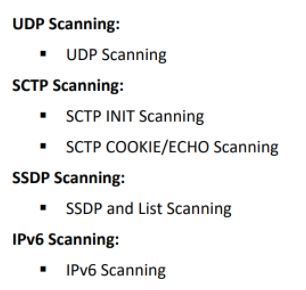 UDP Scanning:
▪ UDP Scanning
SCTP Scanning:
▪ SCTP INIT Scanning
▪ SCTP COOKIE/ECHO Scanning
SSDP Scanning:
▪ SSDP and List Scanning
IPv6 Scanning:
▪ IPv6 Scanning